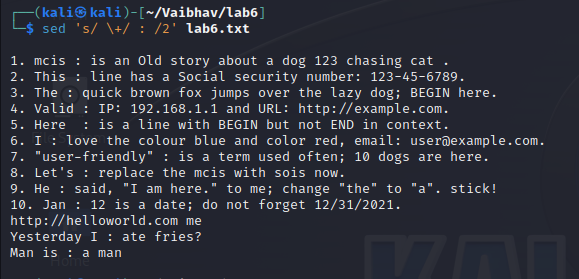 ┌──(kali㉿kali)-[~/Vaibhav/lab6]
└─$ sed 's/ \+/ : /2' lab6.txt
1. mcis : is an Old story about a dog 123 chasing cat .
2. This : line has a Social security number: 123-45-6789.
3. The : quick brown fox jumps over the lazy dog; BEGIN here.
4. Valid : IP: 192.168.1.1 and URL: http://example.com.
5. Here  : is a line with BEGIN but not END in context.
6. I : love the colour blue and color red, email: user@example.com.
7. "user-friendly" : is a term used often; 10 dogs are here.
8. Let's : replace the mcis with sois now.
9. He : said, "I am here." to me; change "the" to "a". stick!
10. Jan : 12 is a date; do not forget 12/31/2021.
http://helloworld.com me
Yesterday I : ate fries?
Man is : a man